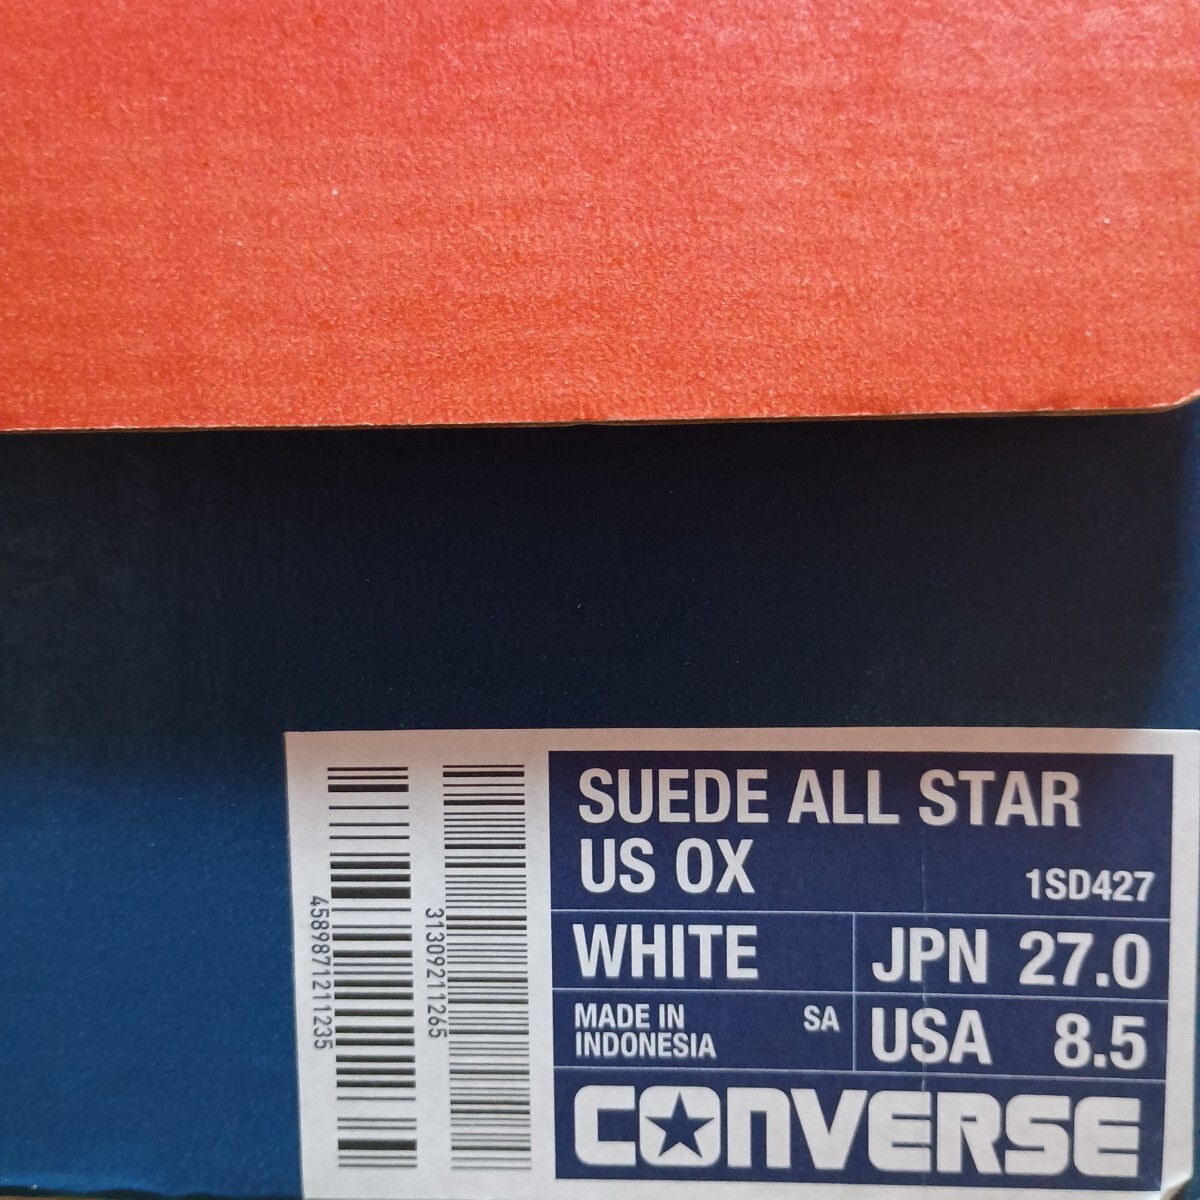 SUEDE ALL STAR
US OX 1SD427
WHITE JPN 27.0
MADE IN INDONESIA SA USA 8.5
CONVERSE
4589871211235
31309211265